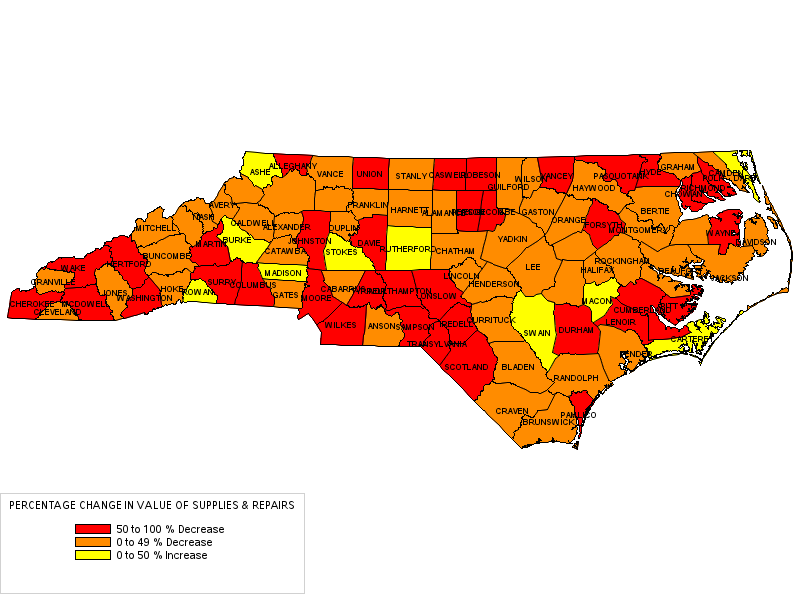 ALLEGHANY
ASHE
VANCE
UNION
STANLY
CASWELL
ROBESON
GUILFORD
WILSON
YANCEY
HAYWOOD
PASQUOTANK
HYDE
GRAHAM
CAMDEN
POLK
DARE
RICHMOND
CHOWAN
AVERY
NASH
FRANKLIN
HARNETT
ALAMANCE
GASTON
ORANGE
BERTIE
FORSYTH
MONTGOMERY
WAYNE
DAVIDSON
MITCHELL
CALDWELL
ALEXANDER
DUPLIN
BURKE
MARTIN
JOHNSTON
DAVIE
CATAWBA
STOKES
RUTHERFORD
CHATHAM
YADKIN
BUNCOMBE
HERTFORD
WAKE
MADISON
LEE
ROCKINGHAM
HALIFAX
BEAUFORT
JACKSON
GRANVILLE
JONES
HOKE
SURRY
COLUMBUS
ROWAN
GATES
MOORE
CABARRUS
LINCOLN
HENDERSON
ONSLOW
MACON
CHEROKEE
MCDOWELL
CLEVELAND
WASHINGTON
WILKES
ANSON
SAMPSON
IREDELL
CURRITUCK
SWAIN
DURHAM
CUMBERLAND
PITT
LENOIR
CARTERET
TRANSYLVANIA
PENDER
SCOTLAND
BLADEN
RANDOLPH
CRAVEN
PAMLICO
BRUNSWICK
PERCENTAGE CHANGE IN VALUE OF SUPPLIES & REPAIRS
50 to 100 % Decrease
0 to 49 % Decrease
0 to 50 % Increase